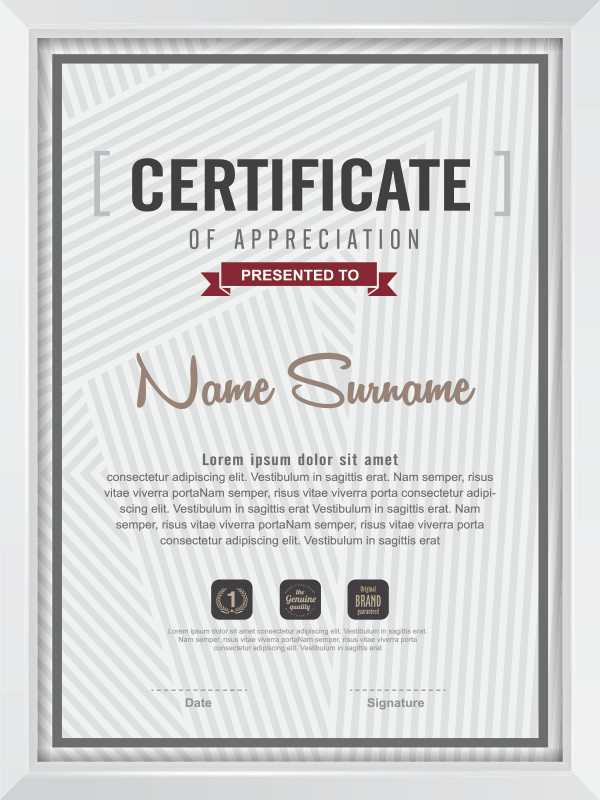 [ CERTIFICATE ]
OF APPRECIATION
PRESENTED TO
Name Surname
Lorem ipsum dolor sit amet
consectetur adipiscing elit. Vestibulum in sagittis erat. Nam semper, risus
vitae viverra portaNam semper, risus vitae viverra porta consectetur adipi-
scing elit. Vestibulum in sagittis erat Vestibulum in sagittis erat. Nam
semper, risus vitae viverra portaNam semper, risus vitae viverra porta
consectetur adipiscing elit. Vestibulum in sagittis erat
1
the
Genuine
quality
Original
BRAND
guaranteed
Lorem ipsum dolor sit amet consectetur adipiscing elit. Vestibulum in sagittis erat.
Nam semper, risus vitae viverra portaNam semper, risus vitae viverra porta
consectetur adipiscing elit. Vestibulum in sagittis erat
Date
Signature